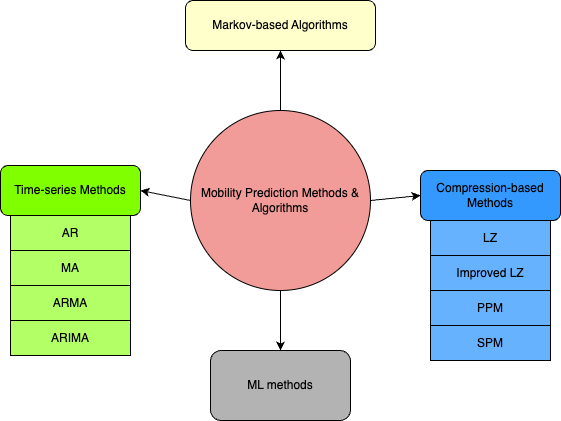 Markov-based Algorithms
Time-series Methods
AR
MA
ARMA
ARIMA
Mobility Prediction Methods &
Algorithms
Compression-based
Methods
LZ
Improved LZ
PPM
SPM
ML methods